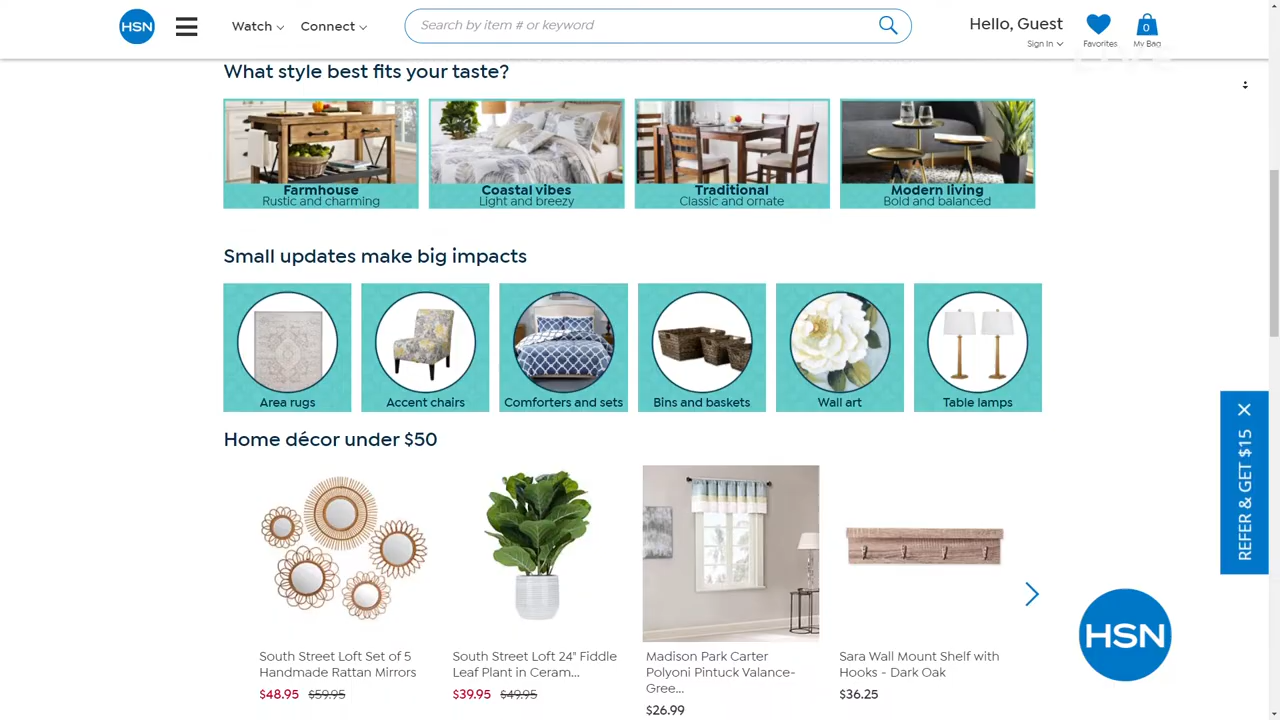 HSN
Watch
Connect
Search by item # or keyword
Hello, Guest
Sign In
Favorites
0
My Bag
What style best fits your taste?
Farmhouse
Rustic and charming
Coastal vibes
Light and breezy
Traditional
Classic and ornate
Modern living
Bold and balanced
Small updates make big impacts
Area rugs
Accent chairs
Comforters and sets
Bins and baskets
Wall art
Table lamps
REFER & GET $15
Home décor under $50
South Street Loft Set of 5
Handmade Rattan Mirrors
$48.95 $59.95
South Street Loft 24" Fiddle
Leaf Plant in Ceram...
$39.95 $49.95
Madison Park Carter
Polyoni Pintuck Valance-
Gree...
$26.99
Sara Wall Mount Shelf with
Hooks - Dark Oak
$36.25
HSN